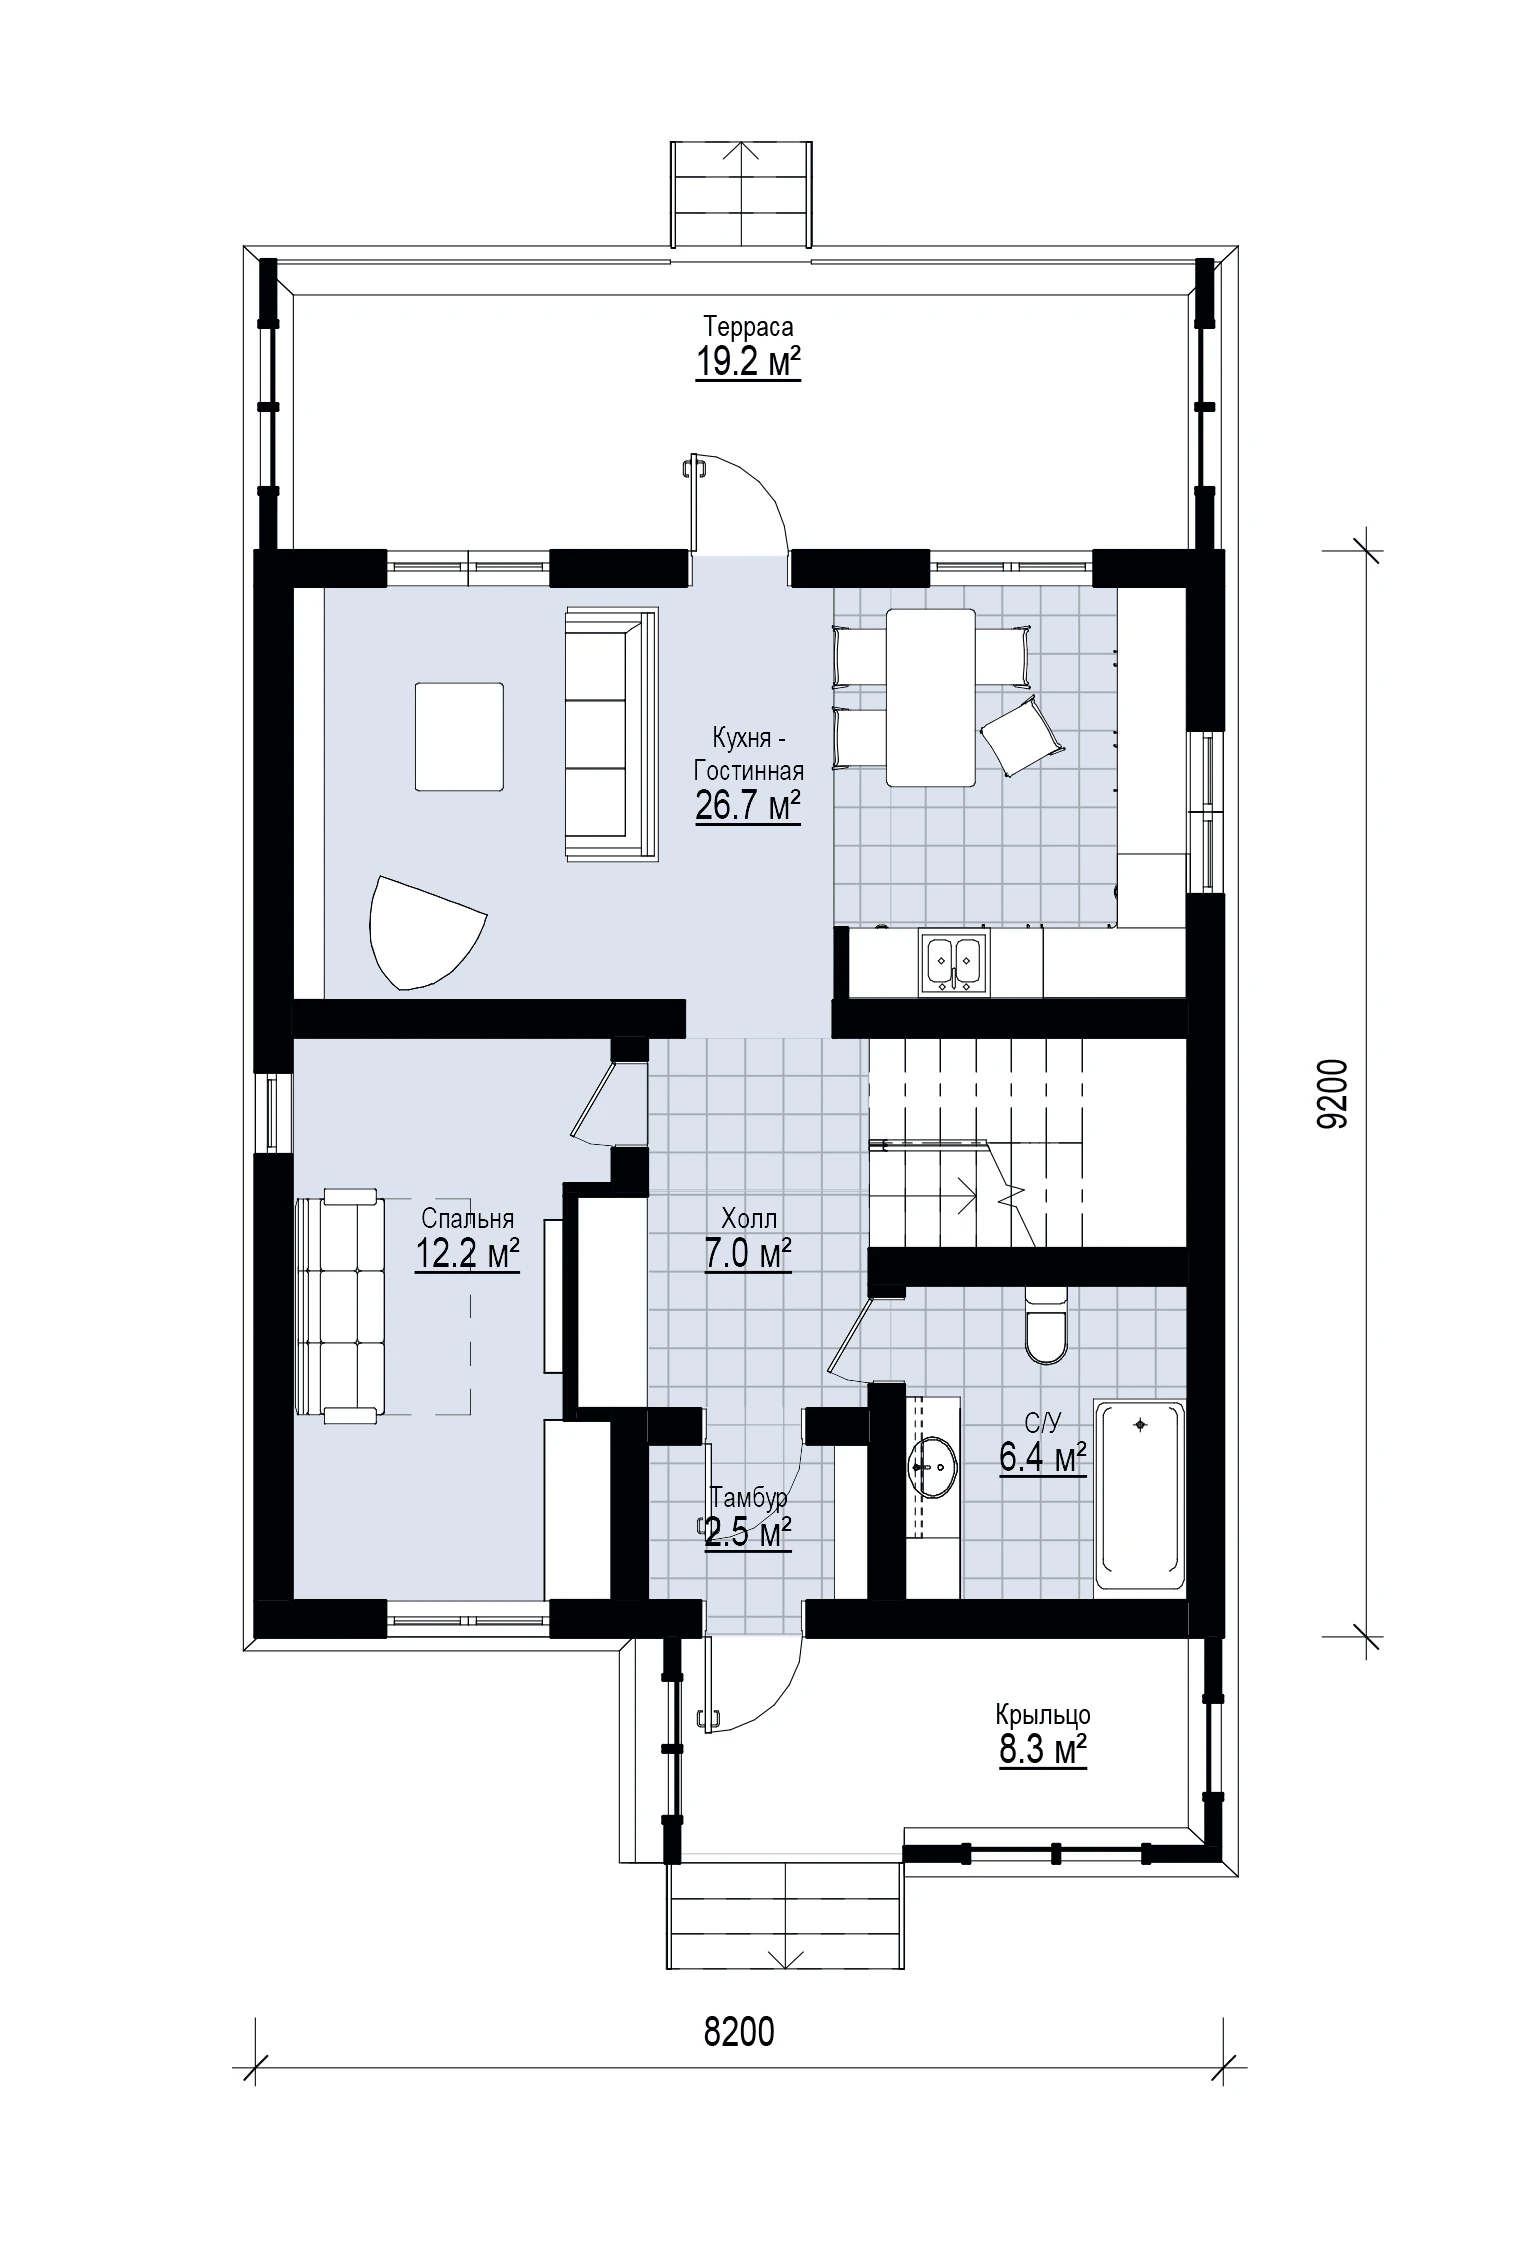 Терраса
19.2 м²
Кухня -
Гостинная
26.7 м²
9200
Спальня
12.2 м²
Холл
7.0 м²
С/У
6.4 м²
Тамбур
2.5 м²
Крыльцо
8.3 м²
8200